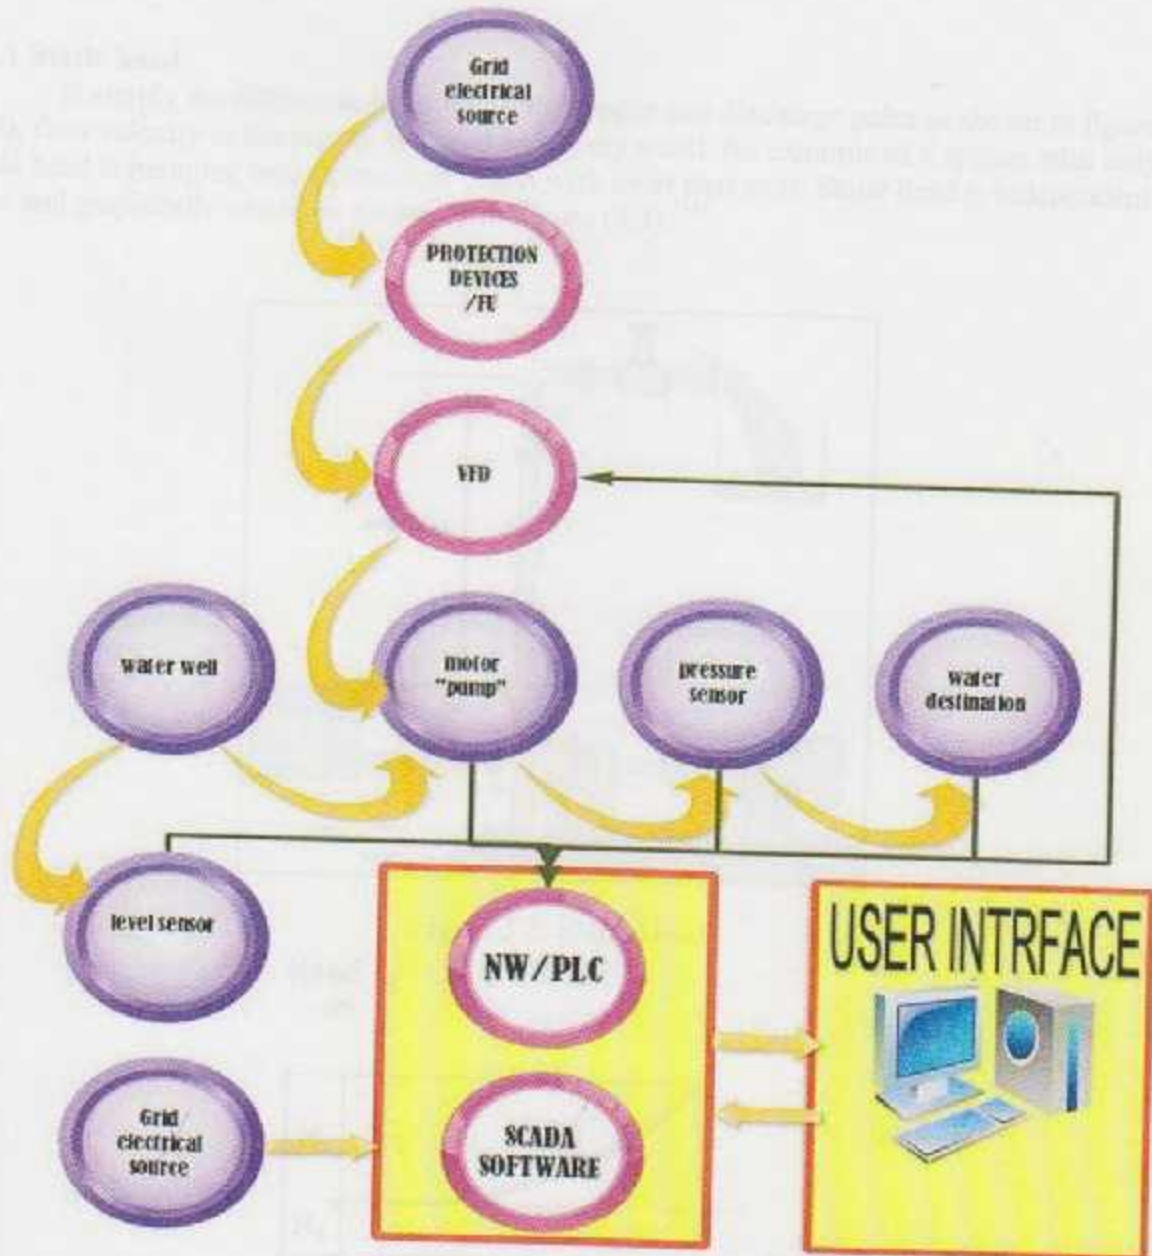 Grid
electrical
source
PROTECTION
DEVICES
/FU
VFD
water well
motor
"pump"
pressure
sensor
water
destination
level sensor
NW/PLC
USER INTRFACE
Grid
electrical
source
SCADA
SOFTWARE